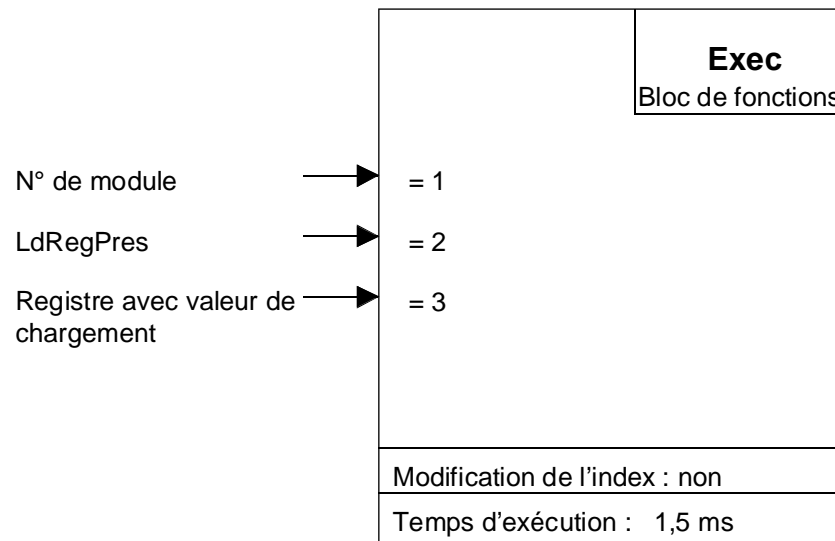 Exec
Bloc de fonctions
N° de module
= 1
LdRegPres
= 2
Registre avec valeur de
= 3
chargement
Modification de l'index : non
Temps d'exécution : 1,5 ms